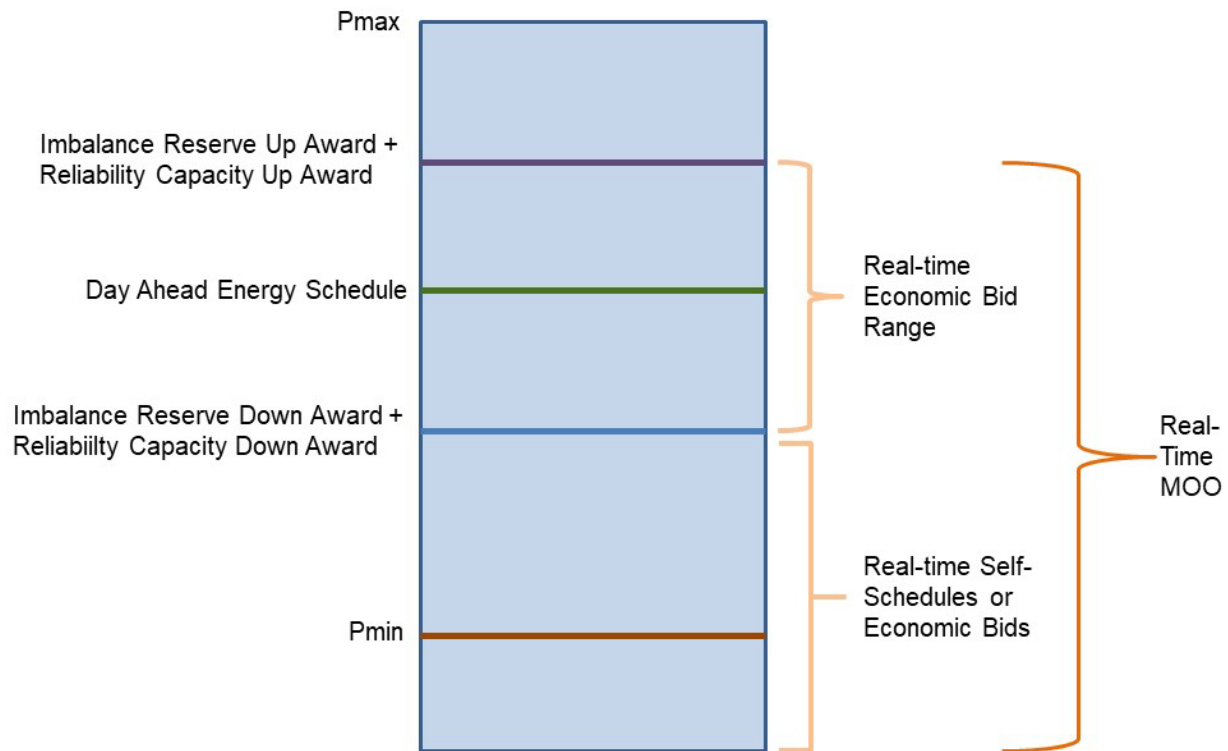 Pmax
Imbalance Reserve Up Award +
Reliability Capacity Up Award
Day Ahead Energy Schedule
Imbalance Reserve Down Award +
Reliabiilty Capacity Down Award
Pmin
Real-time
Economic Bid
Range
Real-time Self-
Schedules or
Economic Bids
Real-
Time
MOO